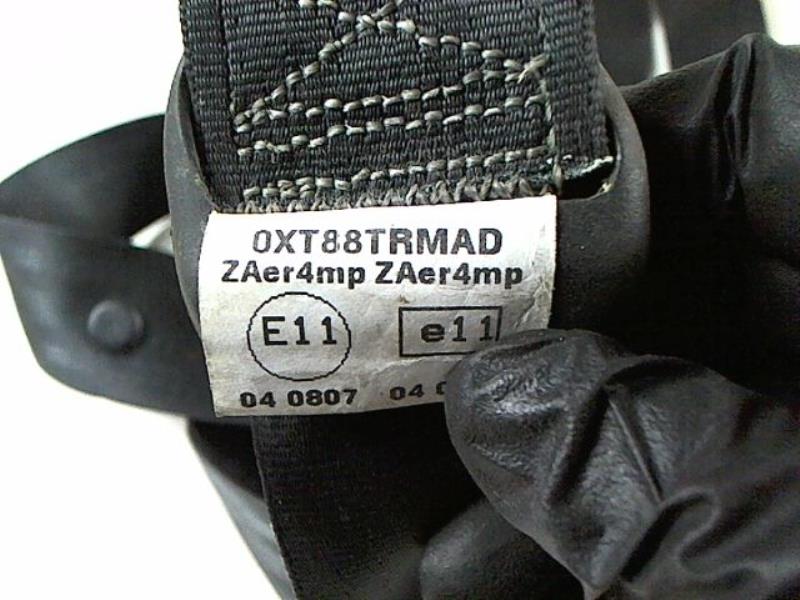 0XT88TRMAD
ZAer4mp ZAer4mp
E11 e11
04 0807 04